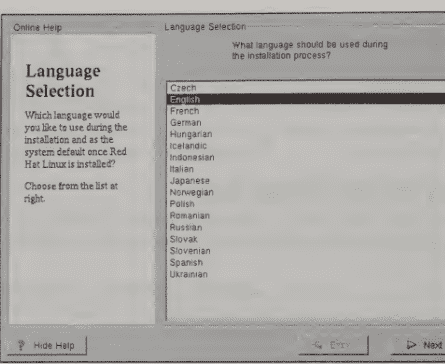 Online Help
Language Selection
What language should be used during
the installation process?
Language
Selection
Which language would
you like to use during the
installation and as the
system default once Red
Hat Linux is installed?
Choose from the list at
right.
Czech
English
French
German
Hungarian
Icelandic
Indonesian
Italian
Japanese
Norwegian
Polish
Romanian
Russian
Slovak
Slovenian
Spanish
Ukrainian
Hide Help
Next